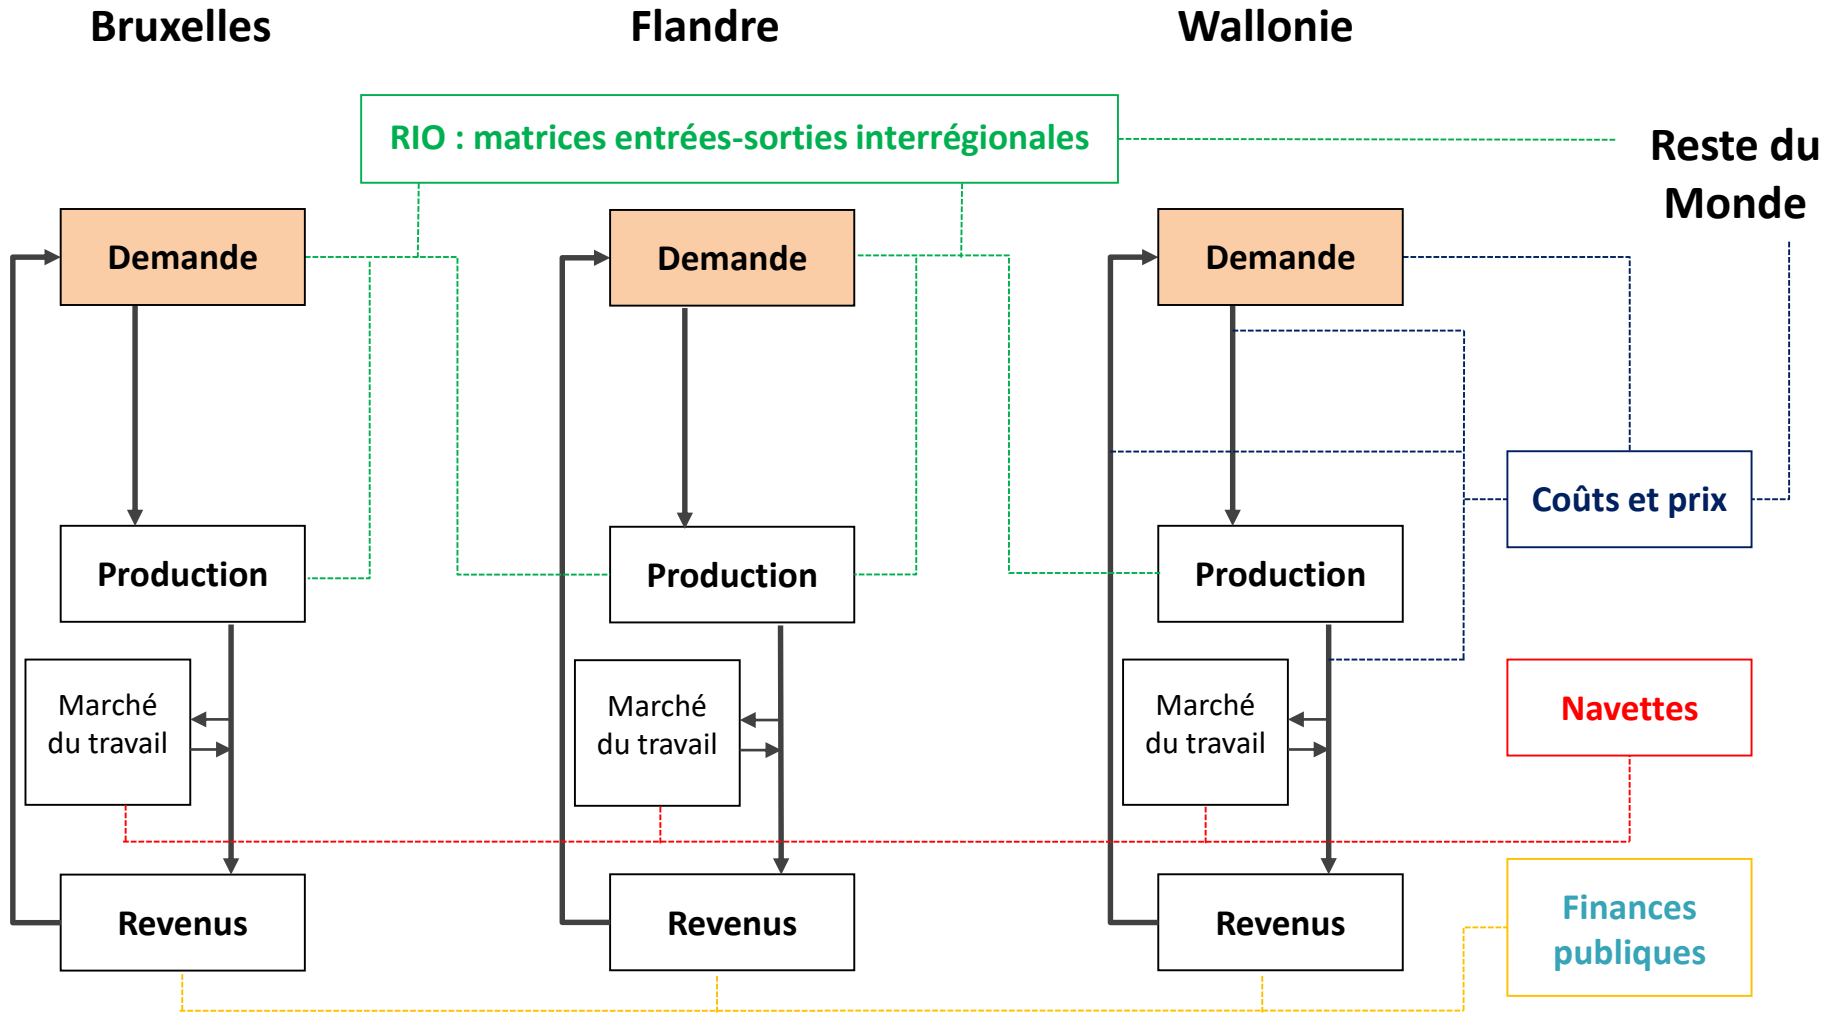 Bruxelles
Flandre
Wallonie
RIO : matrices entrées-sorties interrégionales
Reste du
Monde
Demande
Demande
Demande
Coûts et prix
Production
Production
Production
Marché
du travail
Marché
du travail
Marché
du travail
Navettes
Revenus
Revenus
Revenus
Finances
publiques